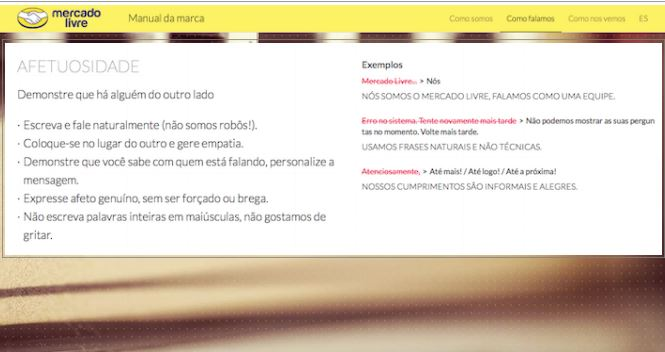 mercado
livre
Manual da marca
Como somos
Como falamos
Como nos vemos
ES
AFETUOSIDADE
Demonstre que há alguém do outro lado
· Escreva e fale naturalmente (não somos robôs!).
· Coloque-se no lugar do outro e gere empatia.
· Demonstre que você sabe com quem está falando, personalize a
mensagem.
· Expresse afeto genuíno, sem ser forçado ou brega.
· Não escreva palavras inteiras em maiúsculas, não gostamos de
gritar.
Exemplos
Mercado Livre... > Nós
NÓS SOMOS O MERCADO LIVRE, FALAMOS COMO UMA EQUIPE.
Erro no sistema. Tente novamente mais tarde > Não podemos mostrar as suas pergun
tas no momento. Volte mais tarde.
USAMOS FRASES NATURAIS E NÃO TÉCNICAS.
Atenciosamente, > Até mais! / Até logo! / Até a próxima!
NOSSOS CUMPRIMENTOS SÃO INFORMAIS E ALEGRES.